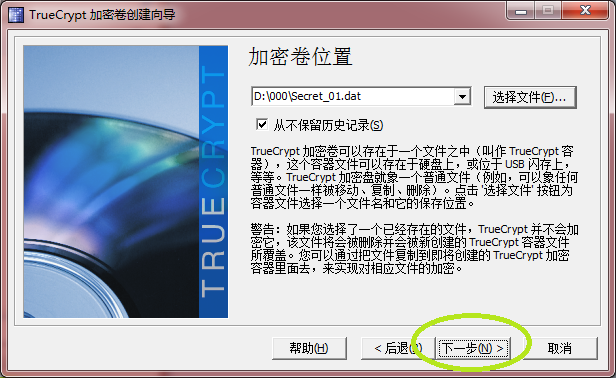 TrueCrypt 加密卷创建向导
加密卷位置
D:\000\Secret_01.dat
选择文件(F)...
从不保留历史记录(S)
TrueCrypt 加密卷可以存在于一个文件之中（叫作 TrueCrypt 容
器），这个容器文件可以存在于硬盘上，或位于 USB 闪存上，
等等。TrueCrypt 加密盘就象一个普通文件（例如，可以象任何
普通文件一样被移动、复制、删除）。点击 '选择文件' 按钮为
容器文件选择一个文件名和它的保存位置。
警告：如果您选择了一个已经存在的文件，TrueCrypt 并不会加
密它，该文件将会被删除并会被新创建的 TrueCrypt 容器文件
所覆盖。您可以通过把文件复制到即将创建的 TrueCrypt 加密
容器里面去，来实现对相应文件的加密。
TRUECRYPT
帮助(H)
< 后退
下一步(N) >
取消